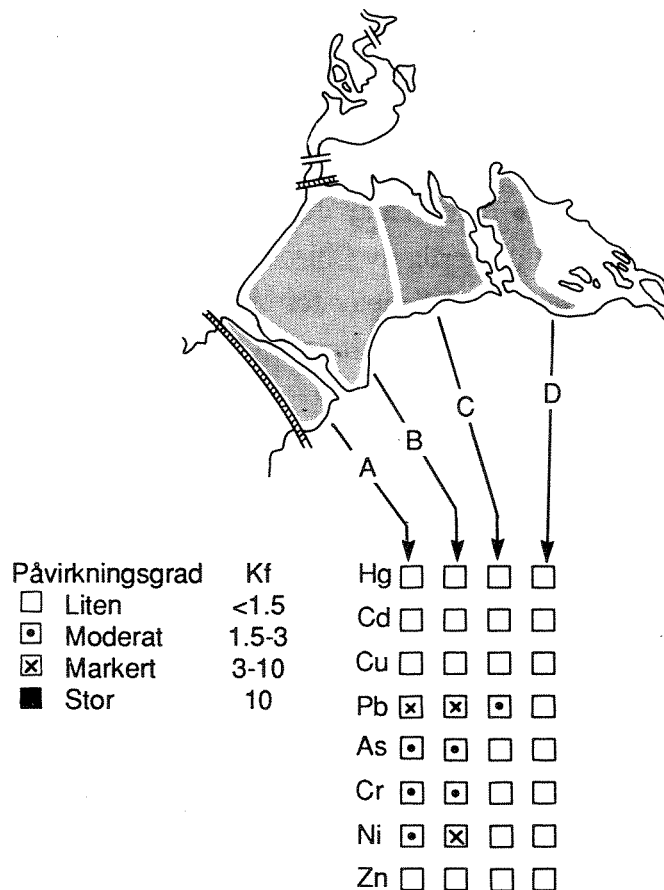 A
B
C
D
Påvirkningsgrad Kf
Liten <1.5
Moderat 1.5-3
Markert 3-10
Stor 10
Hg
Cd
Cu
Pb
As
Cr
Ni
Zn